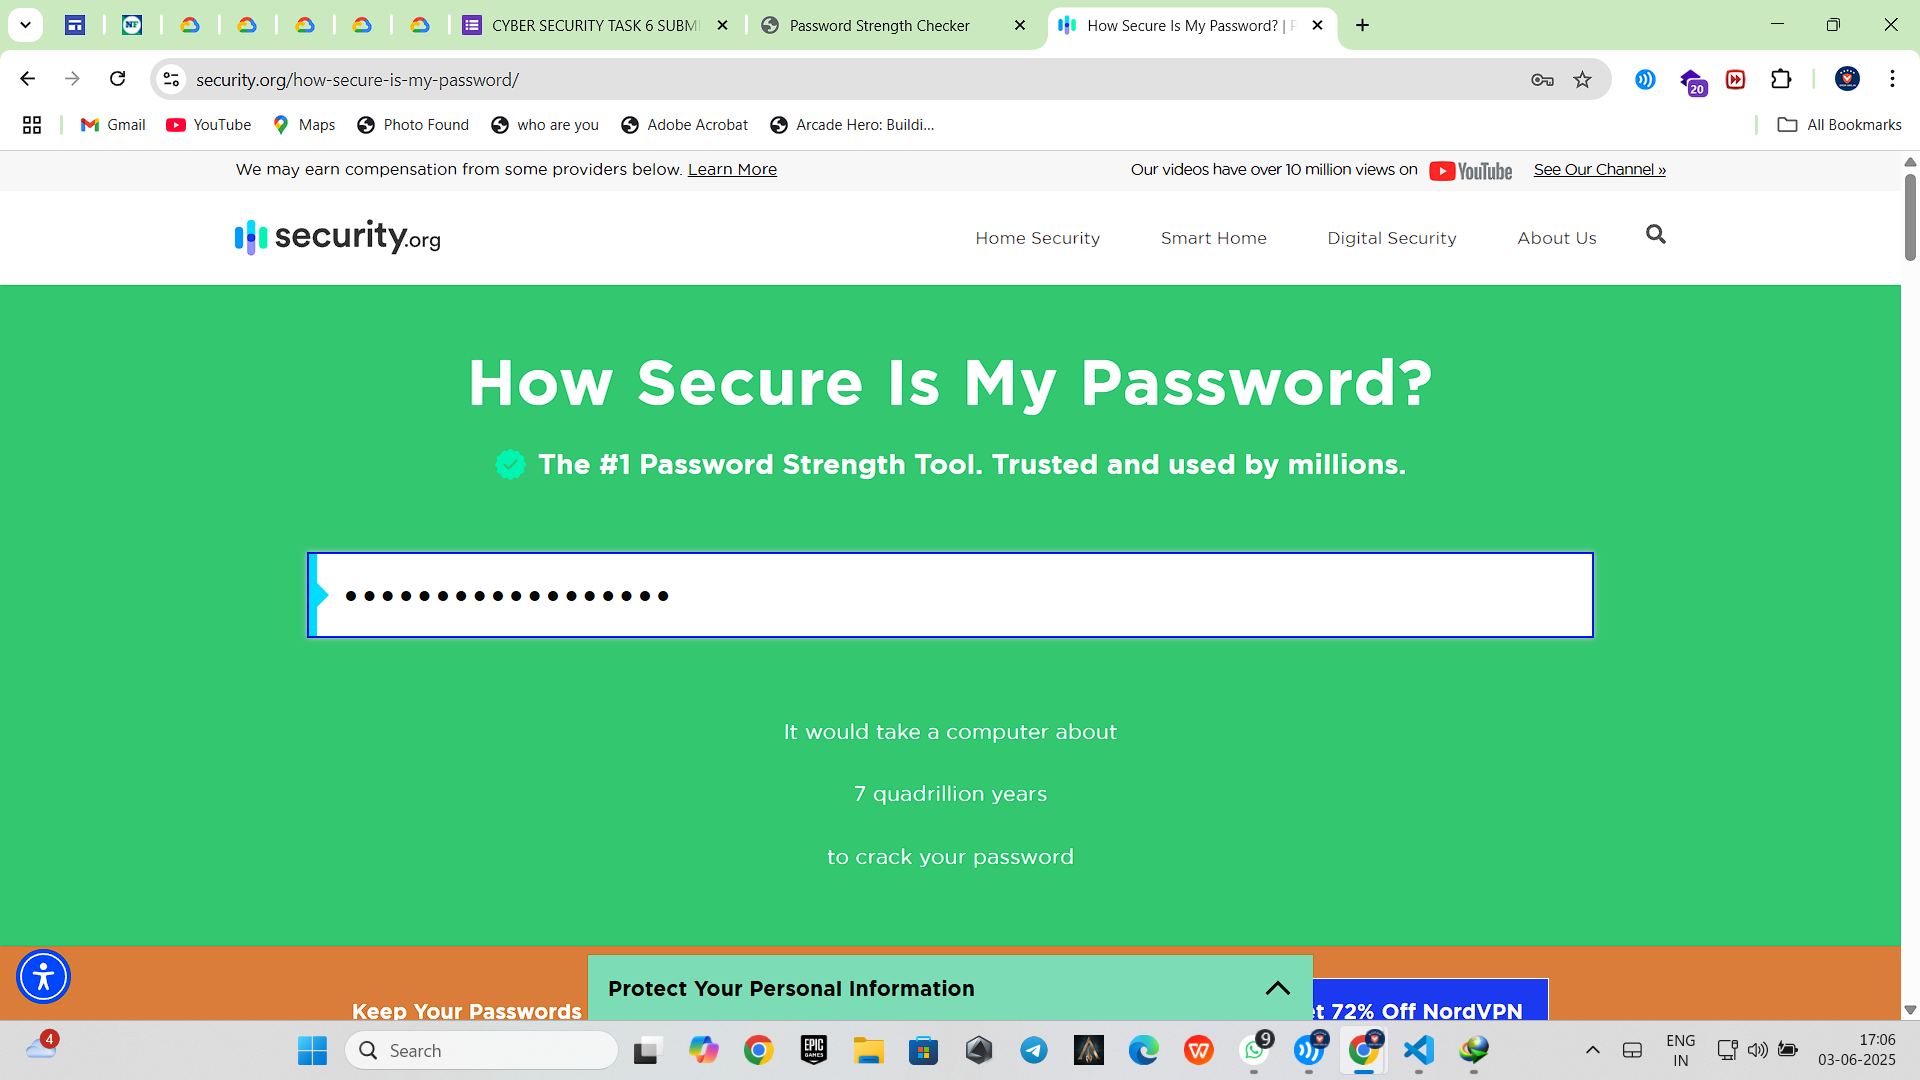 CYBER SECURITY TASK 6 SUBMI
Password Strength Checker
How Secure Is My Password? | P
security.org/how-secure-is-my-password/
20
Gmail
YouTube
Maps
Photo Found
who are you
Adobe Acrobat
Arcade Hero: Buildi...
All Bookmarks
We may earn compensation from some providers below. Learn More
Our videos have over 10 million views on YouTube See Our Channel »
security.org
Home Security
Smart Home
Digital Security
About Us
How Secure Is My Password?
The #1 Password Strength Tool. Trusted and used by millions.
••••••••••••••••••
It would take a computer about
7 quadrillion years
to crack your password
Protect Your Personal Information
Keep Your Passwords
et 72% Off NordVPN
4
Search
EPIC
GAMES
9
ENG
IN
17:06
03-06-2025